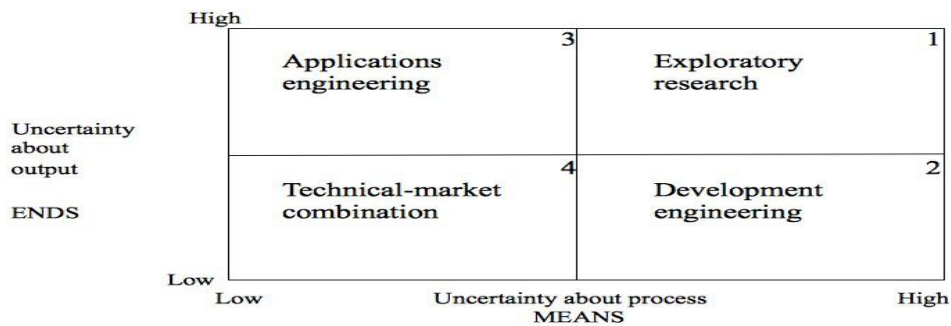 High
3
1
Applications
engineering
Exploratory
research
Uncertainty
about
output
ENDS
4
2
Technical-market
combination
Development
engineering
Low
Low
Uncertainty about process
High
MEANS